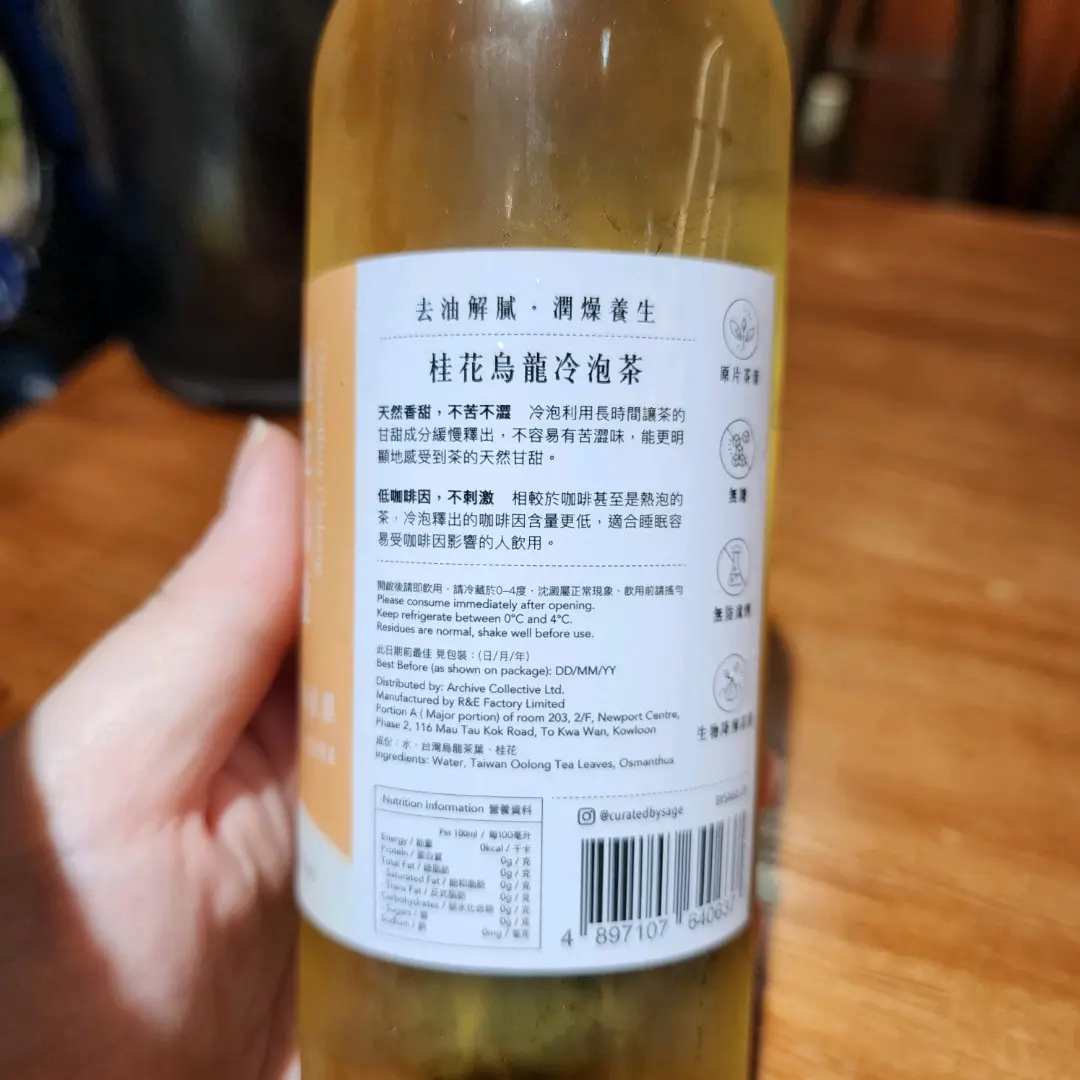 去油解膩·潤燥養生
桂花烏龍冷泡茶
天然香甜,不苦不澀 冷泡利用長時間讓茶的
甘甜成分緩慢釋出,不容易有苦澀味,能更明
顯地感受到茶的天然甘甜。
低咖啡因,不刺激 相較於咖啡甚至是熱泡的
茶,冷泡釋出的咖啡因含量更低,適合睡眠容
易受咖啡因影響的人飲用。
開啟後請即飲用。請冷藏於0–4度。沈澱屬正常現象、飲用前請搖勻
Please consume immediately after opening.
Keep refrigerate between 0°C and 4°C.
Residues are normal, shake well before use.
此日期前最佳 見包裝:(日/月/年)
Best Before (as shown on package): DD/MM/YY
Distributed by: Archive Collective Ltd.
Manufactured by R&E Factory Limited
Portion A ( Major portion) of room 203, 2/F, Newport Centre,
Phase 2, 116 Mau Tau Kok Road, To Kwa Wan, Kowloon
成份:水、台灣烏龍茶葉、桂花
Ingredients: Water, Taiwan Oolong Tea Leaves, Osmanthus
Nutrition Information 營養資料
Per 100ml / 每100毫升
Energy / 能量 0kcal / 千卡
Protein / 蛋白質 0g / 克
Total Fat / 總脂肪 0g / 克
- Saturated Fat / 飽和脂肪 0g / 克
- Trans Fat / 反式脂肪 0g / 克
Carbohydrates / 碳水化合物 0g / 克
- Sugars / 糖 0g / 克
Sodium / 鈉 0mg / 毫克
@curatedbysage
4 897107 640637
原片茶
無糖
無
生物降解